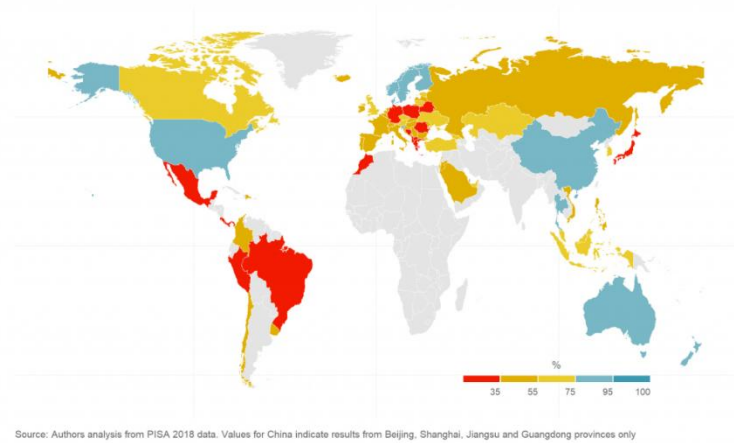 %
35 55 75 95 100
Source: Authors analysis from PISA 2018 data. Values for China indicate results from Beijing, Shanghai, Jiangsu and Guangdong provinces only